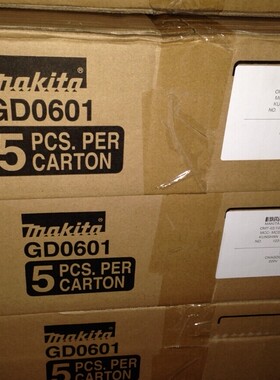 makita®
GD0601
5 PCS. PER
CARTON
makita®
GD0601
5 PCS. PER
CARTON
makita
GD0601
5 PCS. PER